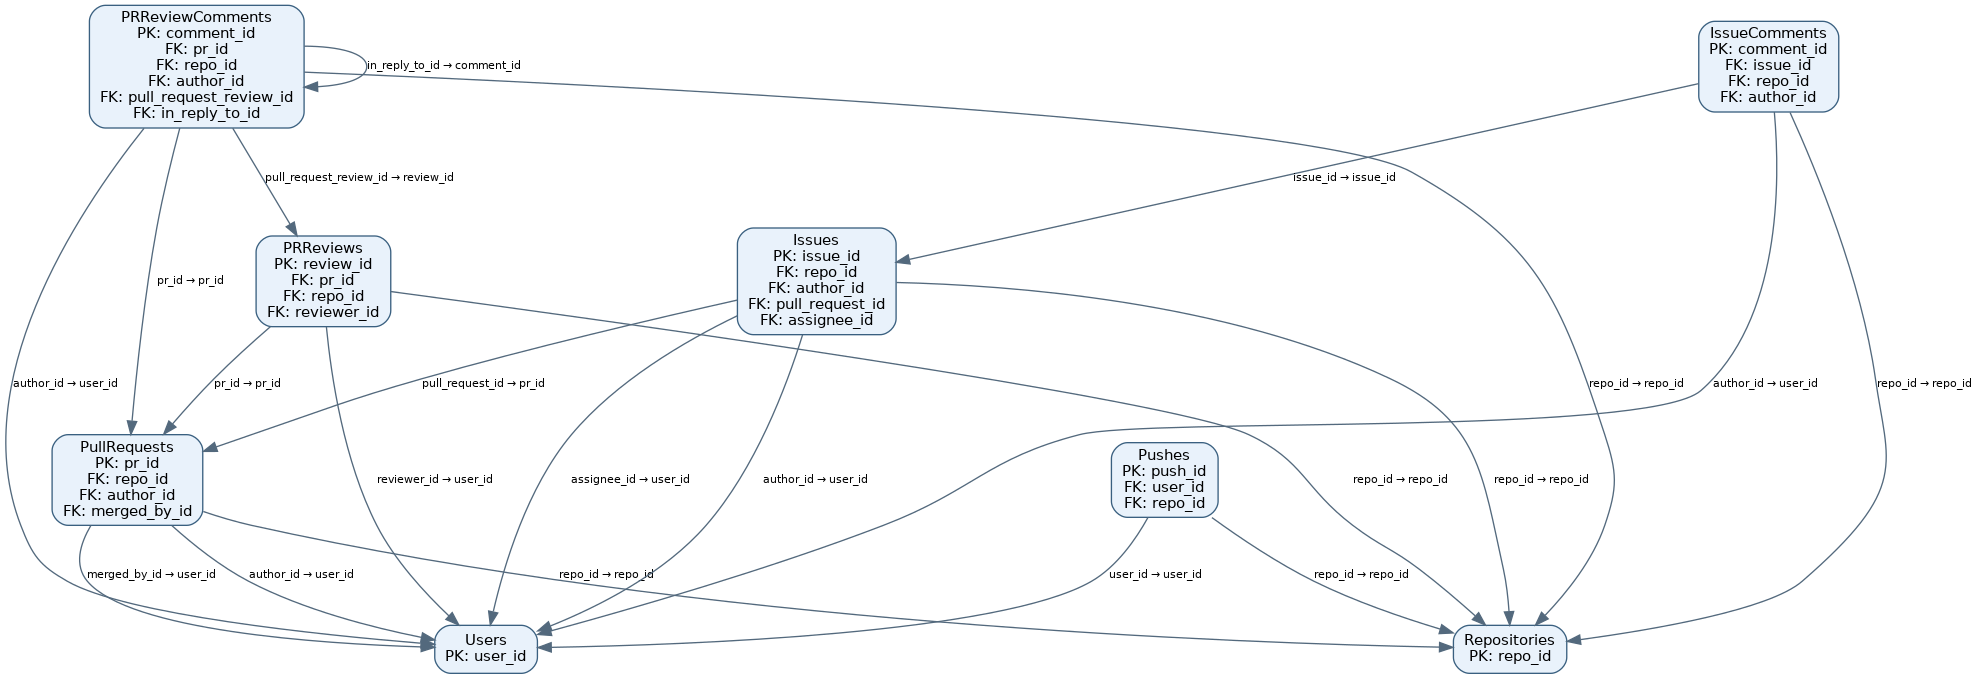 PRReviewComments
PK: comment_id
FK: pr_id
FK: repo_id
FK: author_id
FK: pull_request_review_id
FK: in_reply_to_id
in_reply_to_id → comment_id
IssueComments
PK: comment_id
FK: issue_id
FK: repo_id
FK: author_id
pull_request_review_id → review_id
issue_id → issue_id
PRReviews
PK: review_id
FK: pr_id
FK: repo_id
FK: reviewer_id
Issues
PK: issue_id
FK: repo_id
FK: author_id
FK: pull_request_id
FK: assignee_id
pr_id → pr_id
author_id → user_id
pr_id → pr_id
pull_request_id → pr_id
repo_id → repo_id
author_id → user_id
repo_id → repo_id
PullRequests
PK: pr_id
FK: repo_id
FK: author_id
FK: merged_by_id
reviewer_id → user_id
assignee_id → user_id
author_id → user_id
Pushes
PK: push_id
FK: user_id
FK: repo_id
repo_id → repo_id
repo_id → repo_id
merged_by_id → user_id
author_id → user_id
repo_id → repo_id
user_id → user_id
repo_id → repo_id
Users
PK: user_id
Repositories
PK: repo_id